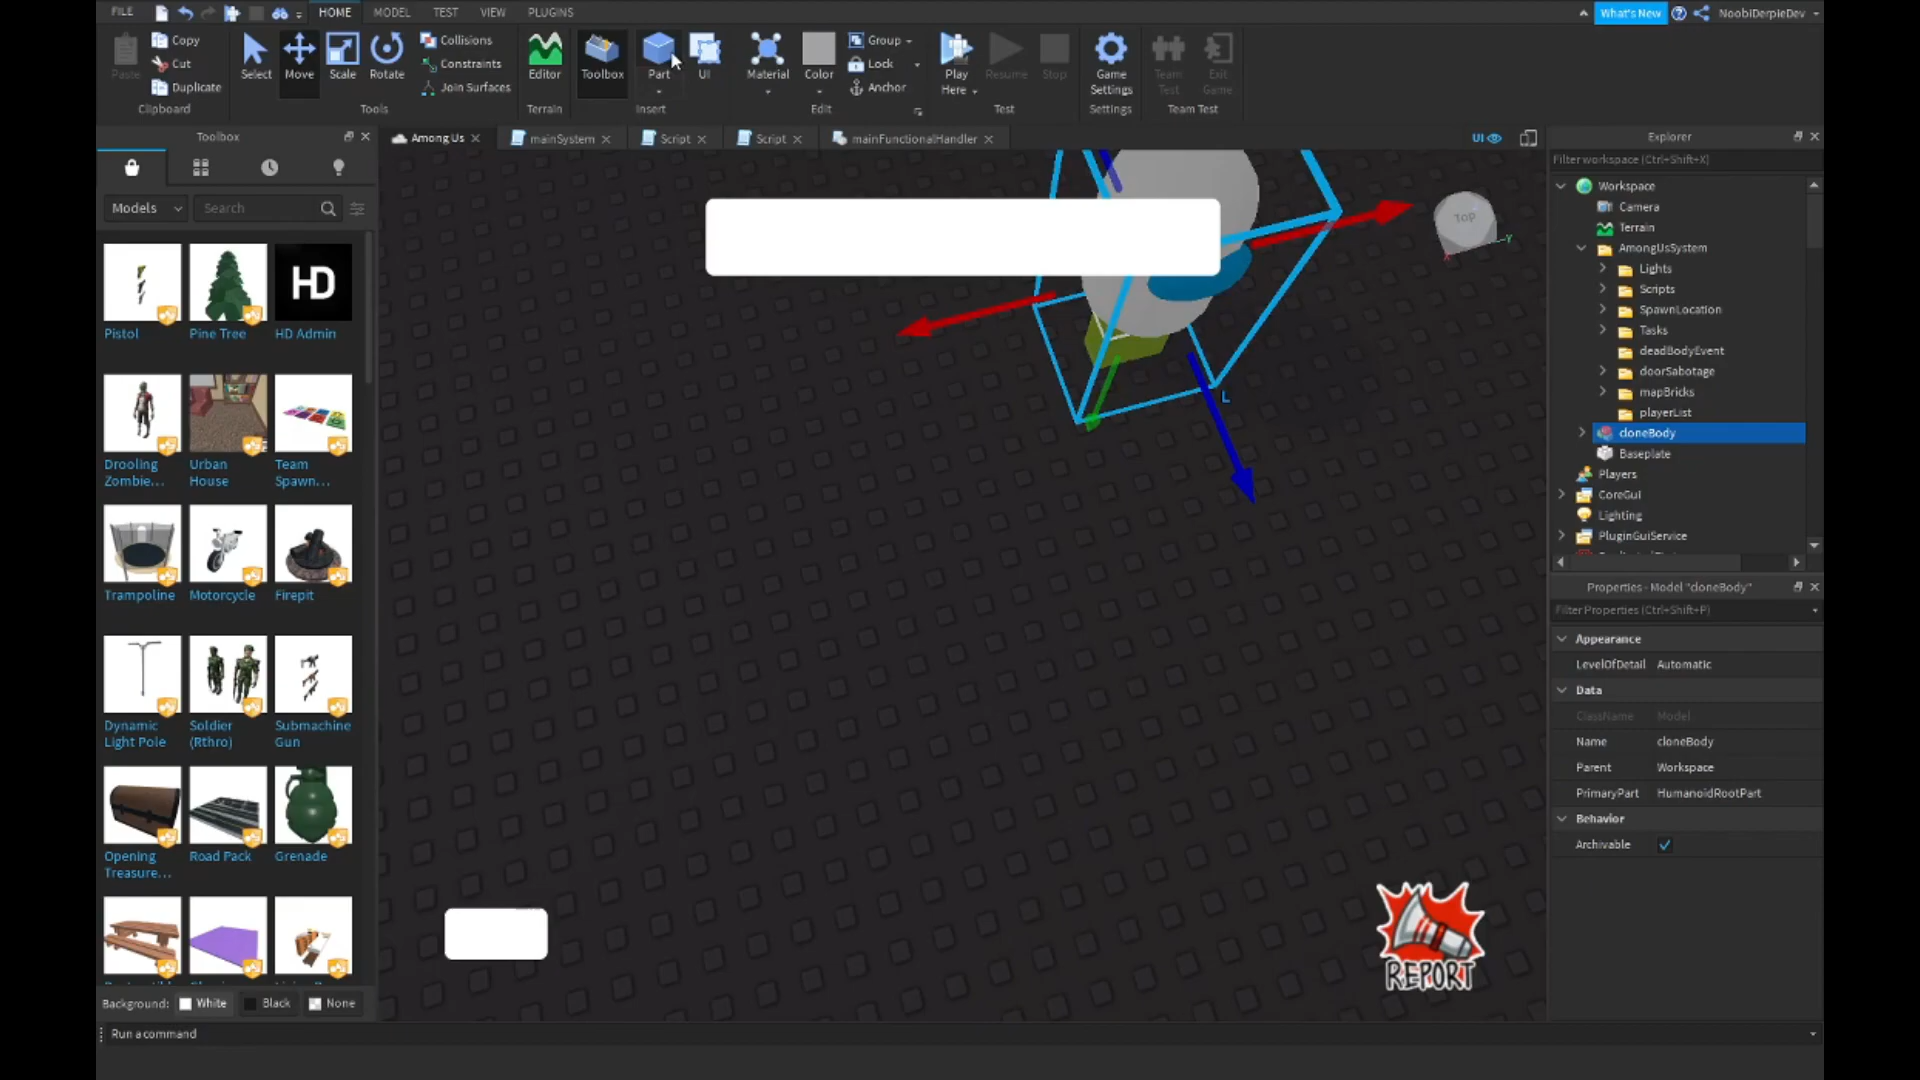 FILE
HOME
MODEL
TEST
VIEW
PLUGINS
What's New
NoobiDerpieDev
Paste
Copy
Cut
Duplicate
Clipboard
Select
Move
Scale
Rotate
Collisions
Constraints
Join Surfaces
Tools
Editor
Terrain
Toolbox
Part
UI
Insert
Material
Color
Group
Lock
Anchor
Edit
Play
Here
Resume
Stop
Test
Game
Settings
Settings
Team
Test
Exit
Game
Team Test
Toolbox
Among Us
mainSystem
Script
Script
mainFunctionalHandler
UI
Models
Search
Pistol
Pine Tree
HD
HD Admin
Drooling
Zombie...
Urban
House
Team
Spawn...
Trampoline
Motorcycle
Firepit
Dynamic
Light Pole
Soldier
(Rthro)
Submachine
Gun
Opening
Treasure...
Road Pack
Grenade
Background:
White
Black
None
Run a command
TOP
L
REPORT
Explorer
Filter workspace (Ctrl+Shift+X)
Workspace
Camera
Terrain
AmongUsSystem
Lights
Scripts
SpawnLocation
Tasks
deadBodyEvent
doorSabotage
mapBricks
playerList
cloneBody
Baseplate
Players
CoreGui
Lighting
PluginGuiService
Properties - Model "cloneBody"
Filter Properties (Ctrl+Shift+P)
Appearance
LevelOfDetail Automatic
Data
ClassName Model
Name cloneBody
Parent Workspace
PrimaryPart HumanoidRootPart
Behavior
Archivable